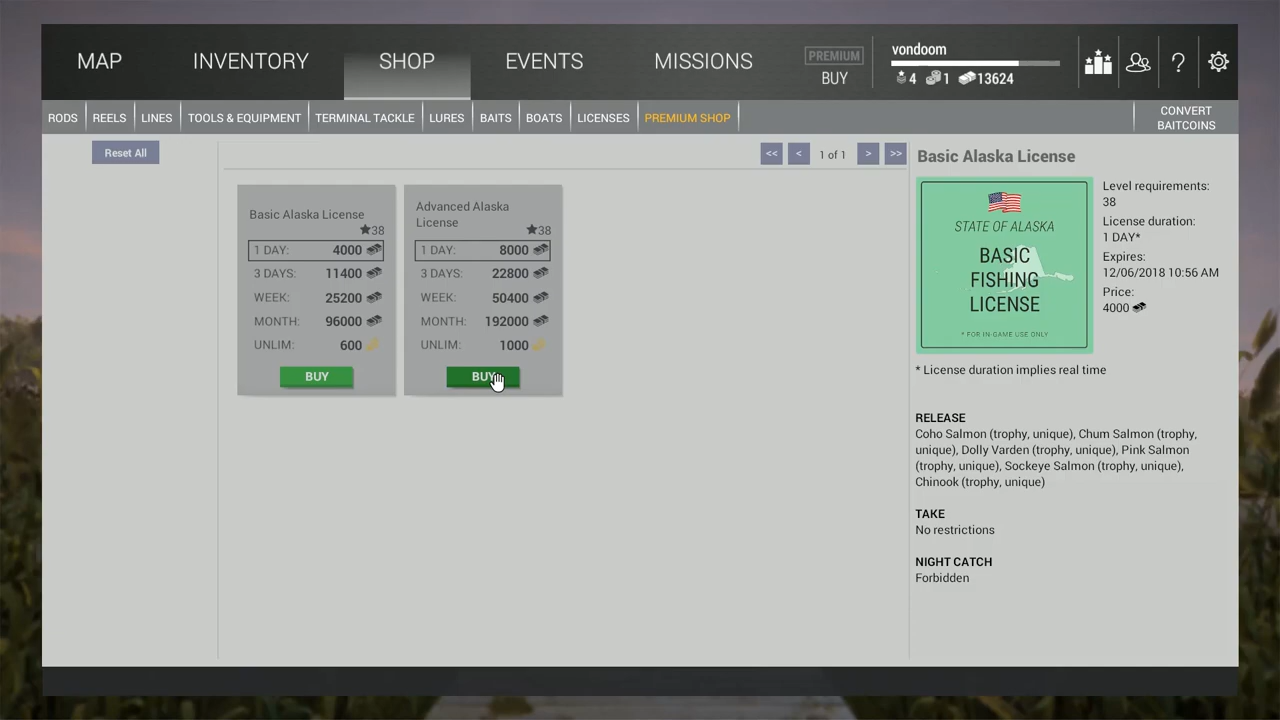 MAP INVENTORY SHOP EVENTS MISSIONS
PREMIUM
BUY
vondoom
4 1 13624
?
RODS REELS LINES TOOLS & EQUIPMENT TERMINAL TACKLE LURES BAITS BOATS LICENSES PREMIUM SHOP
CONVERT
BAITCOINS
Reset All
<< < 1 of 1 > >>
Basic Alaska License
38
1 DAY: 4000
3 DAYS: 11400
WEEK: 25200
MONTH: 96000
UNLIM: 600
BUY
Advanced Alaska
License
38
1 DAY: 8000
3 DAYS: 22800
WEEK: 50400
MONTH: 192000
UNLIM: 1000
BUY
Basic Alaska License
STATE OF ALASKA
BASIC
FISHING
LICENSE
* FOR IN-GAME USE ONLY
Level requirements:
38
License duration:
1 DAY*
Expires:
12/06/2018 10:56 AM
Price:
4000
* License duration implies real time
RELEASE
Coho Salmon (trophy, unique), Chum Salmon (trophy,
unique), Dolly Varden (trophy, unique), Pink Salmon
(trophy, unique), Sockeye Salmon (trophy, unique),
Chinook (trophy, unique)
TAKE
No restrictions
NIGHT CATCH
Forbidden